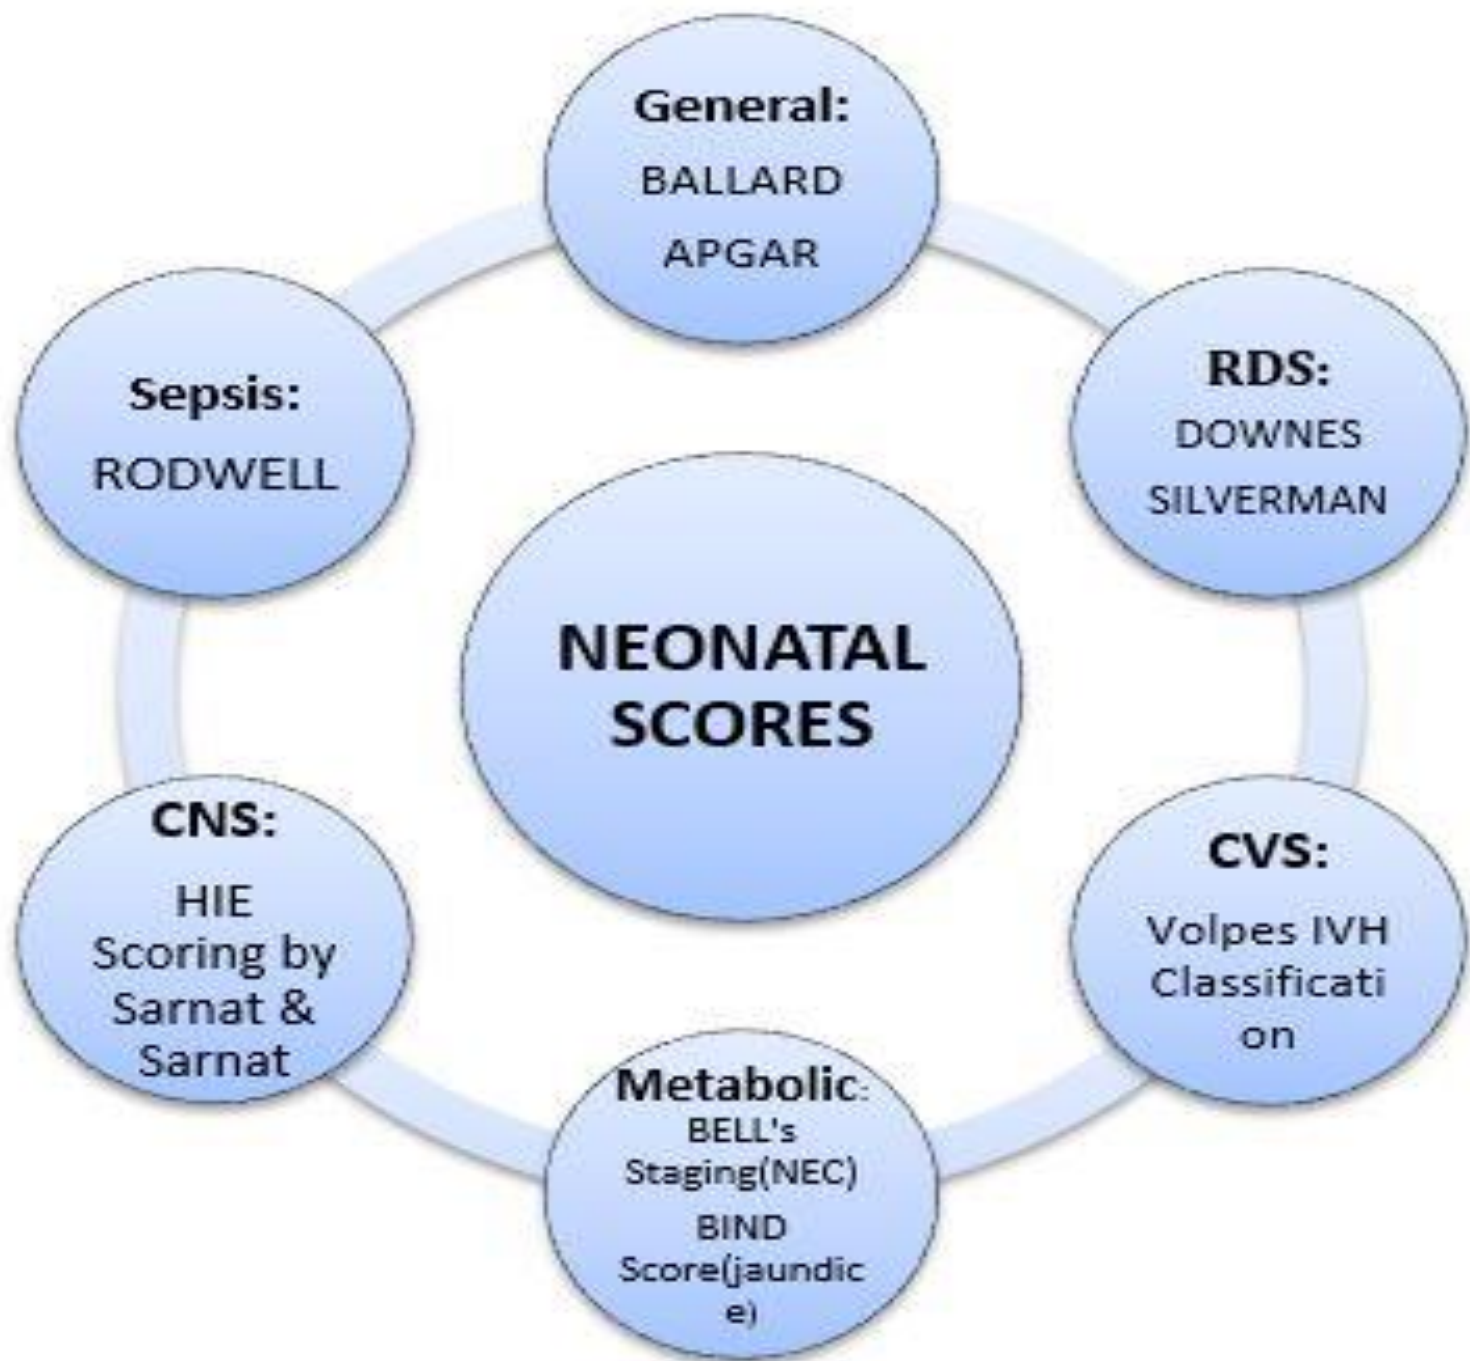 General:
BALLARD
APGAR
RDS:
DOWNES
SILVERMAN
CVS:
Volpes IVH
Classificati
on
Metabolic:
BELL's
Staging(NEC)
BIND
Score(jaundic
e)
CNS:
HIE
Scoring by
Sarnat &
Sarnat
Sepsis:
RODWELL
NEONATAL
SCORES